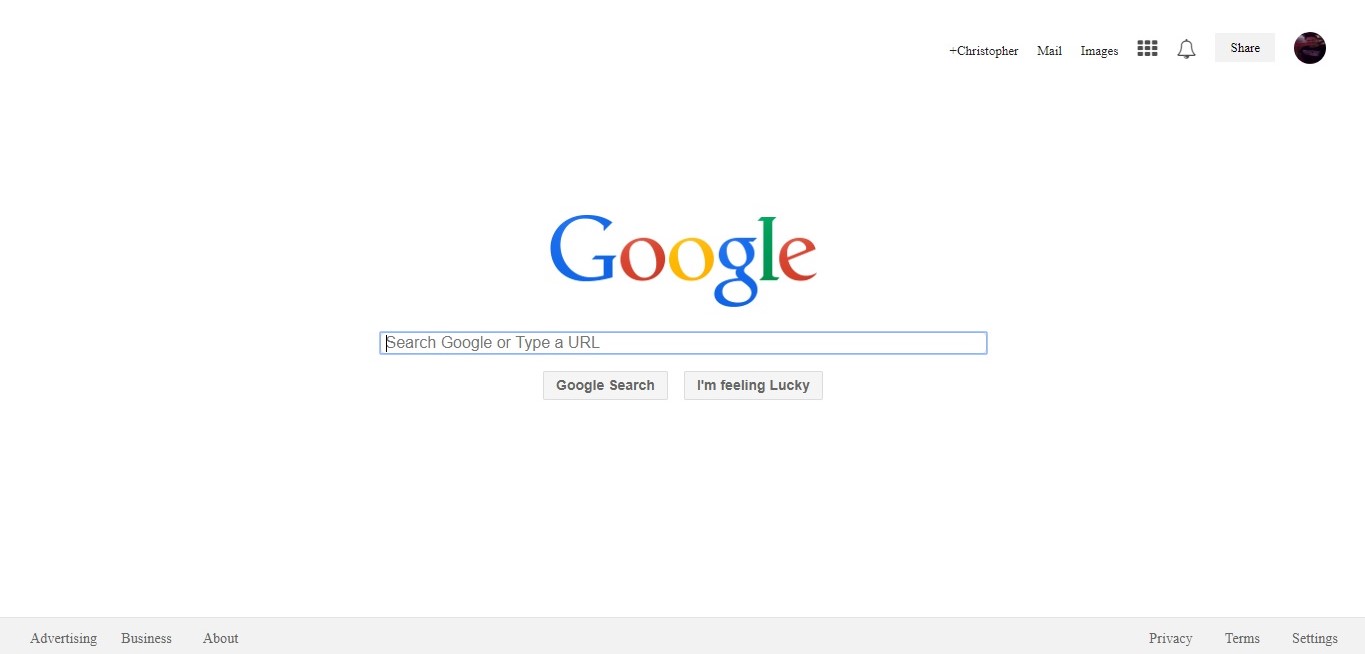 +Christopher Mail Images Share
Google
Search Google or Type a URL
Google Search I'm feeling Lucky
Advertising Business About Privacy Terms Settings